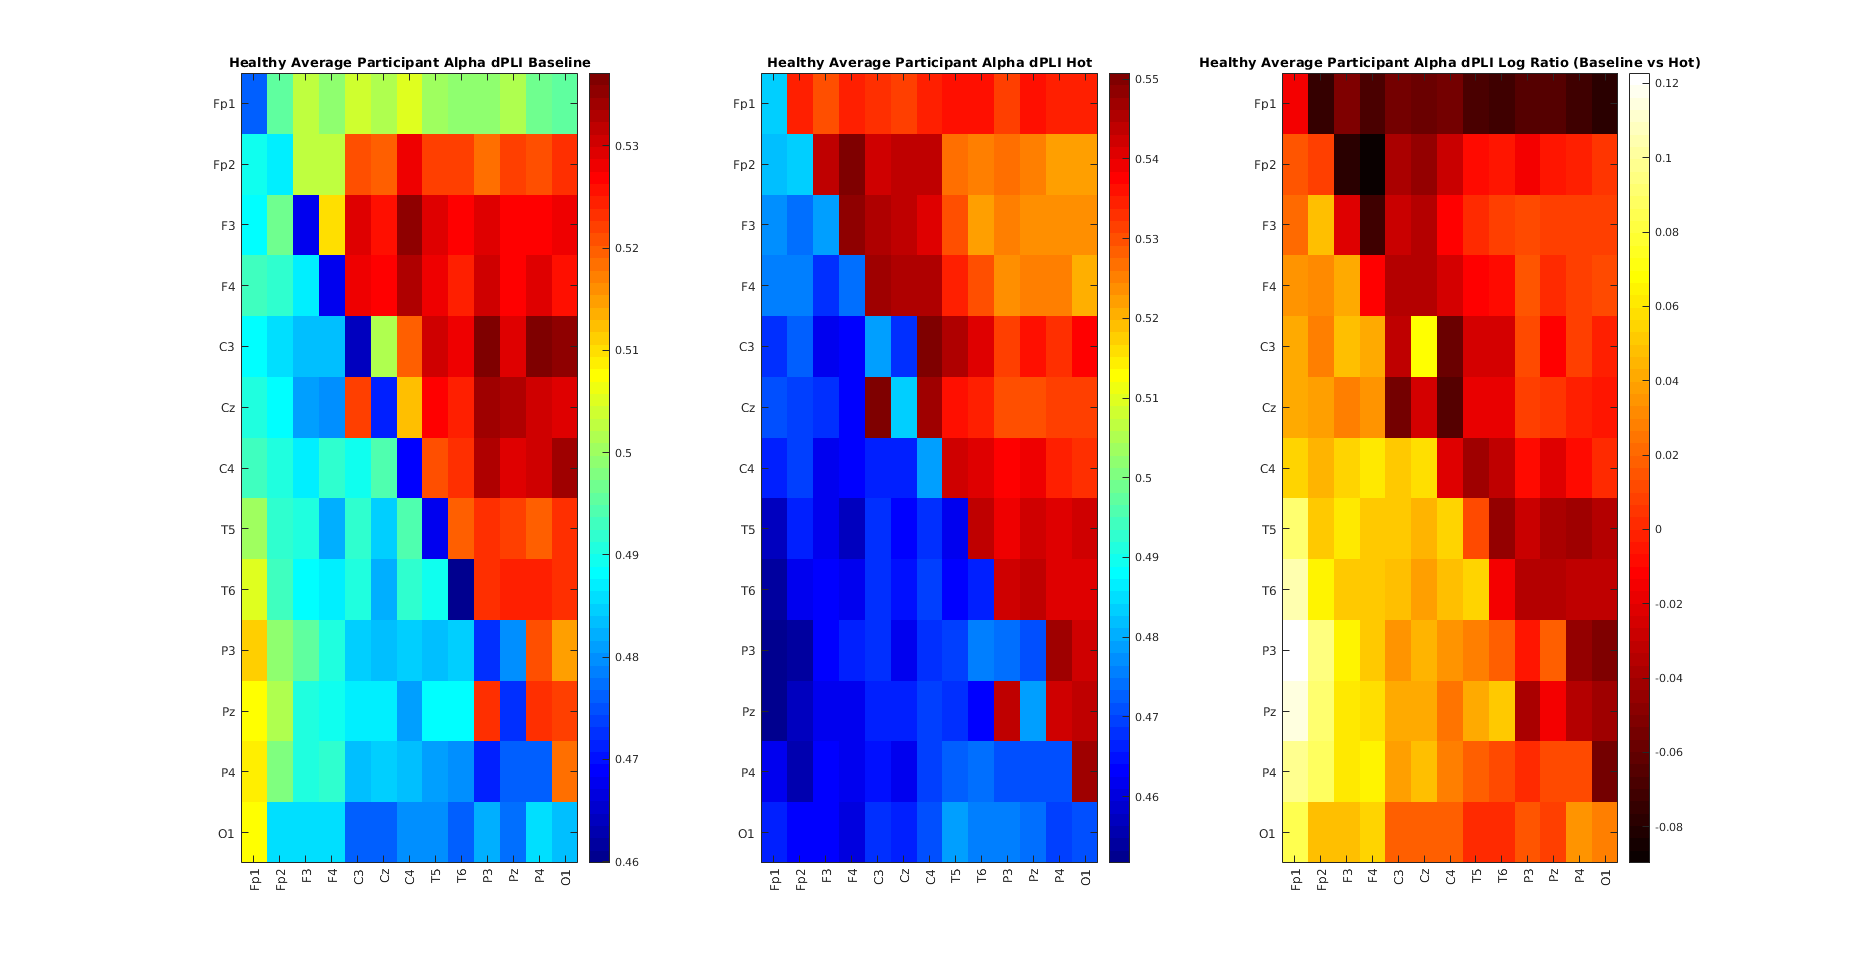 Healthy Average Participant Alpha dPLI Baseline
Fp1
Fp2
F3
F4
C3
Cz
C4
T5
T6
P3
Pz
P4
O1
Fp1 Fp2 F3 F4 C3 Cz C4 T5 T6 P3 Pz P4 O1
0.53
0.52
0.51
0.5
0.49
0.48
0.47
0.46
Healthy Average Participant Alpha dPLI Hot
Fp1
Fp2
F3
F4
C3
Cz
C4
T5
T6
P3
Pz
P4
O1
Fp1 Fp2 F3 F4 C3 Cz C4 T5 T6 P3 Pz P4 O1
0.55
0.54
0.53
0.52
0.51
0.5
0.49
0.48
0.47
0.46
Healthy Average Participant Alpha dPLI Log Ratio (Baseline vs Hot)
Fp1
Fp2
F3
F4
C3
Cz
C4
T5
T6
P3
Pz
P4
O1
Fp1 Fp2 F3 F4 C3 Cz C4 T5 T6 P3 Pz P4 O1
0.12
0.1
0.08
0.06
0.04
0.02
0
-0.02
-0.04
-0.06
-0.08